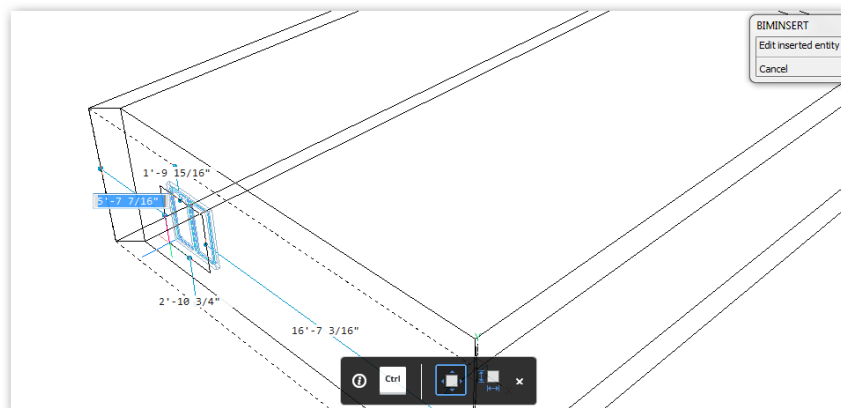 BIMINSERT
Edit inserted entity
Cancel
1'-9 15/16"
5'-7 7/16"
2'-10 3/4"
16'-7 3/16"
i
Ctrl
×